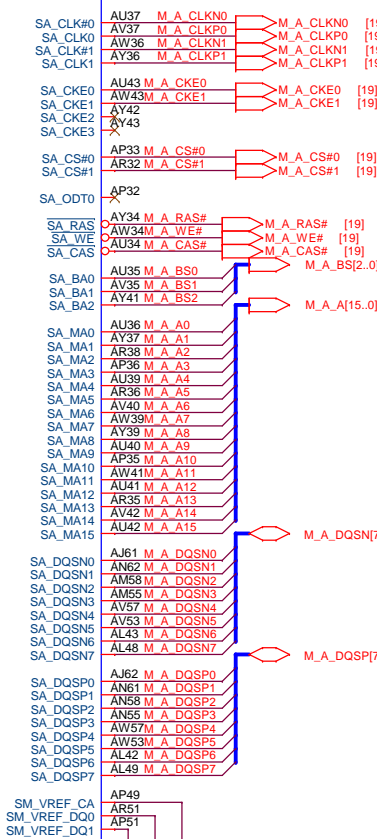 SA_CLK#0 AU37 M_A_CLKN0 M_A_CLKN0
SA_CLK0 AV37 M_A_CLKP0 M_A_CLKP0
SA_CLK#1 AW36 M_A_CLKN1 M_A_CLKN1
SA_CLK1 AY36 M_A_CLKP1 M_A_CLKP1
SA_CKE0 AU43 M_A_CKE0 M_A_CKE0 [19]
SA_CKE1 AW43 M_A_CKE1 M_A_CKE1 [19]
SA_CKE2 AY42
SA_CKE3 AY43
SA_CS#0 AP33 M_A_CS#0 M_A_CS#0 [19]
SA_CS#1 AR32 M_A_CS#1 M_A_CS#1 [19]
SA_ODT0 AP32
SA_RAS AY34 M_A_RAS# M_A_RAS# [19]
SA_WE AW34 M_A_WE# M_A_WE# [19]
SA_CAS AU34 M_A_CAS# M_A_CAS# [19]
SA_BA0 AU35 M_A_BS0 M_A_BS[2..0]
SA_BA1 AV35 M_A_BS1
SA_BA2 AY41 M_A_BS2
M_A_A[15..0]
SA_MA0 AU36 M_A_A0
SA_MA1 AY37 M_A_A1
SA_MA2 AR38 M_A_A2
SA_MA3 AP36 M_A_A3
SA_MA4 AU39 M_A_A4
SA_MA5 AR36 M_A_A5
SA_MA6 AV40 M_A_A6
SA_MA7 AW39 M_A_A7
SA_MA8 AY39 M_A_A8
SA_MA9 AU40 M_A_A9
SA_MA10 AP35 M_A_A10
SA_MA11 AW41 M_A_A11
SA_MA12 AU41 M_A_A12
SA_MA13 AR35 M_A_A13
SA_MA14 AV42 M_A_A14
SA_MA15 AU42 M_A_A15
M_A_DQSN[7
SA_DQSN0 AJ61 M_A_DQSN0
SA_DQSN1 AN62 M_A_DQSN1
SA_DQSN2 AM58 M_A_DQSN2
SA_DQSN3 AM55 M_A_DQSN3
SA_DQSN4 AV57 M_A_DQSN4
SA_DQSN5 AV53 M_A_DQSN5
SA_DQSN6 AL43 M_A_DQSN6
SA_DQSN7 AL48 M_A_DQSN7
M_A_DQSP[7
SA_DQSP0 AJ62 M_A_DQSP0
SA_DQSP1 AN61 M_A_DQSP1
SA_DQSP2 AN58 M_A_DQSP2
SA_DQSP3 AN55 M_A_DQSP3
SA_DQSP4 AW57 M_A_DQSP4
SA_DQSP5 AW53 M_A_DQSP5
SA_DQSP6 AL42 M_A_DQSP6
SA_DQSP7 AL49 M_A_DQSP7
SM_VREF_CA AP49
SM_VREF_DQ0 AR51
SM_VREF_DQ1 AP51